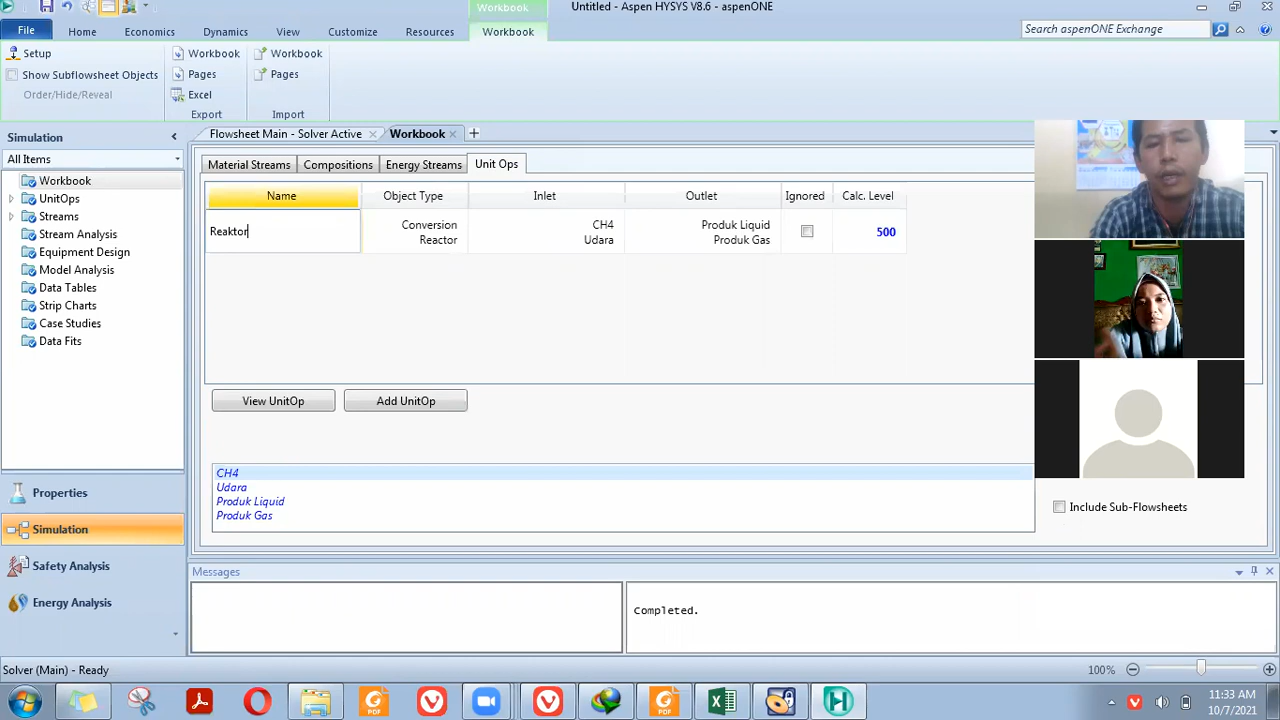 Workbook
Untitled - Aspen HYSYS V8.6 - aspenONE
File
Home
Economics
Dynamics
View
Customize
Resources
Workbook
Search aspenONE Exchange
Setup
Show Subflowsheet Objects
Order/Hide/Reveal
Workbook
Pages
Excel
Export
Workbook
Pages
Import
Simulation
All Items
Workbook
UnitOps
Streams
Stream Analysis
Equipment Design
Model Analysis
Data Tables
Strip Charts
Case Studies
Data Fits
Properties
Simulation
Safety Analysis
Energy Analysis
Flowsheet Main - Solver Active
Workbook
Material Streams
Compositions
Energy Streams
Unit Ops
Name
Object Type
Inlet
Outlet
Ignored
Calc. Level
Reaktor
Conversion
Reactor
CH4
Udara
Produk Liquid
Produk Gas
500
View UnitOp
Add UnitOp
CH4
Udara
Produk Liquid
Produk Gas
Include Sub-Flowsheets
Messages
Completed.
Solver (Main) - Ready
100%
PDF
PDF
11:33 AM
10/7/2021